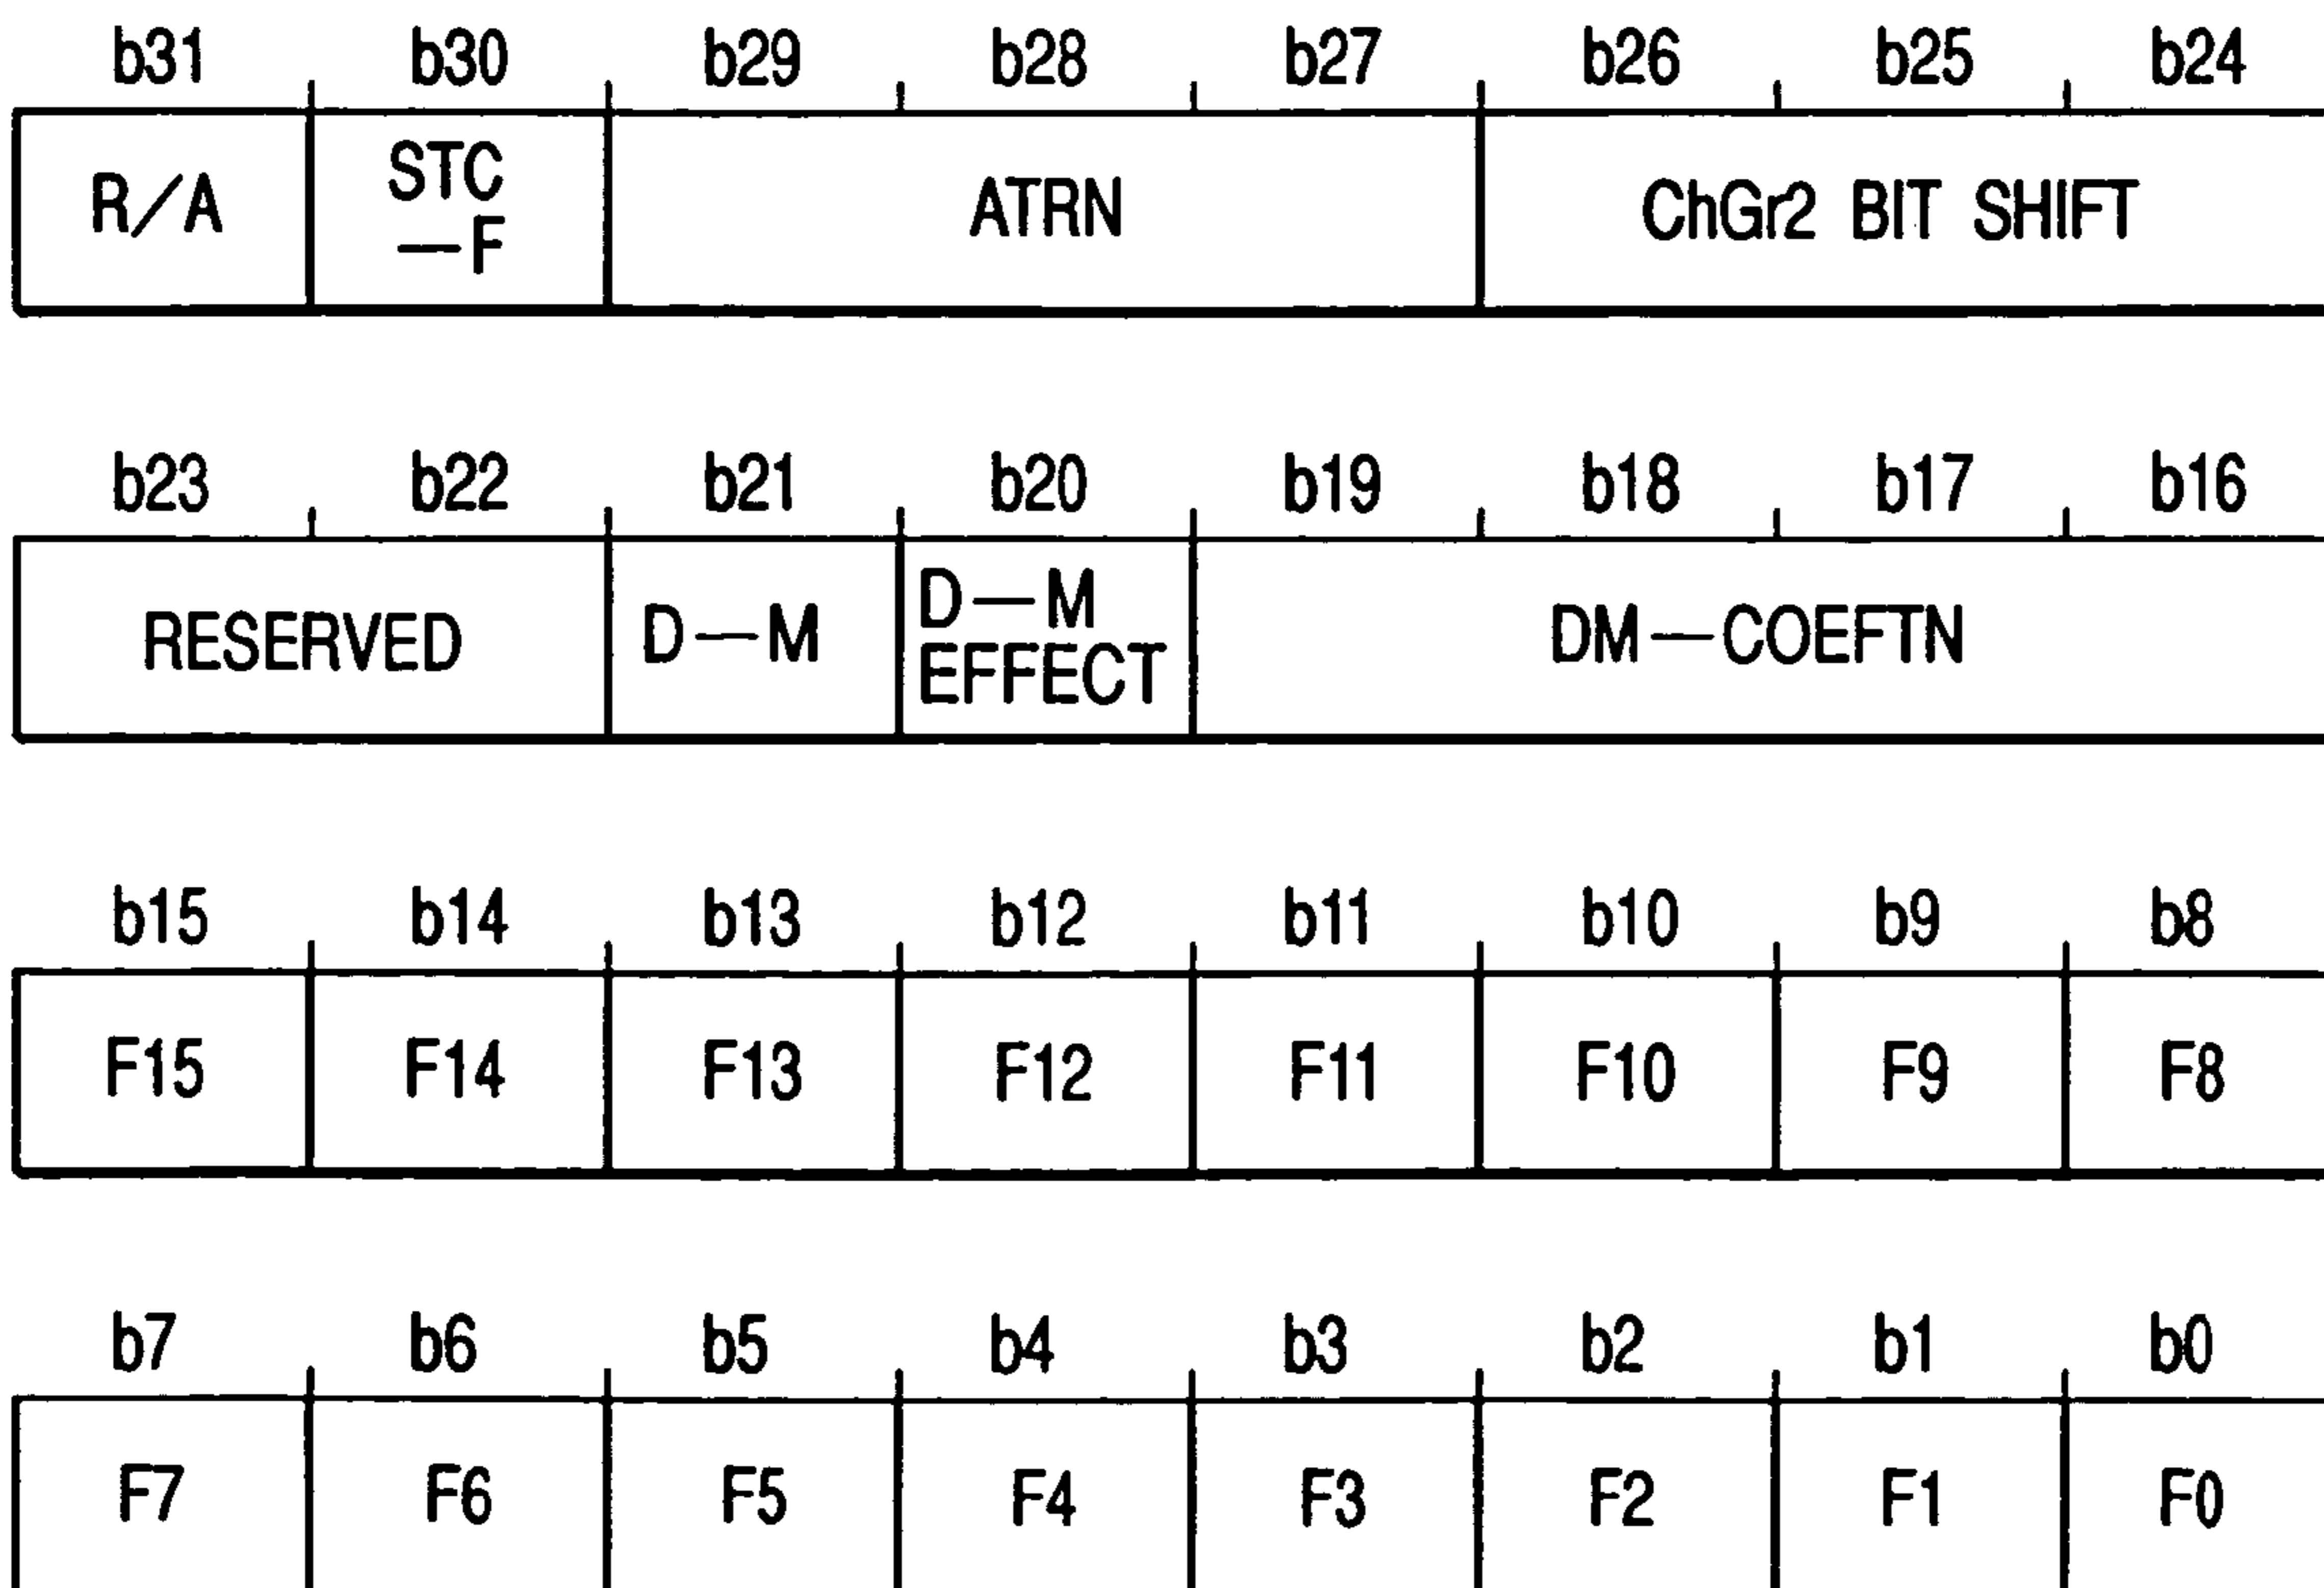 b31 b30 b29 b28 b27 b26 b25 b24
R/A STC ATRN ChGr2 BIT SHIFT
—F
b23 b22 b21 b20 b19 b18 b17 b16
RESERVED D—M D—M DM—COEFTN
EFFECT
b15 b14 b13 b12 b11 b10 b9 b8
F15 F14 F13 F12 F11 F10 F9 F8
b7 b6 b5 b4 b3 b2 b1 b0
F7 F6 F5 F4 F3 F2 F1 F0